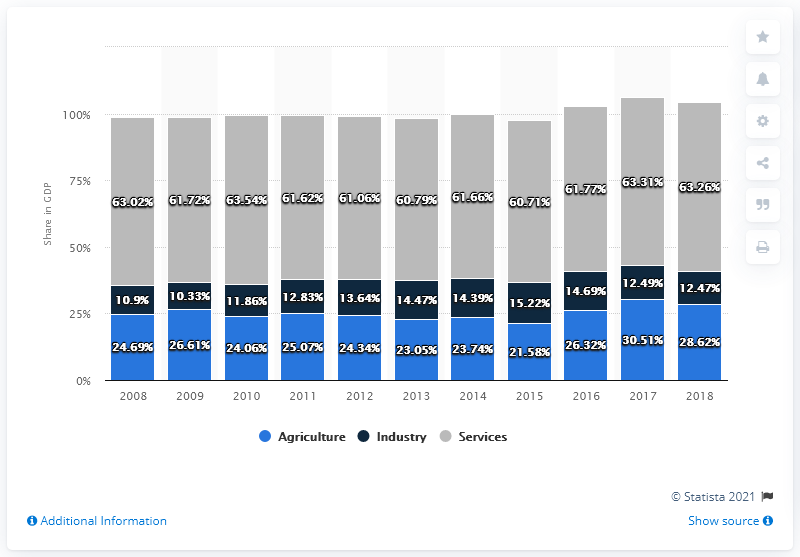 100%
75%
50%
25%
0%
Share in GDP
63.02% 61.72% 63.54% 61.62% 61.06% 60.79% 61.66% 60.71% 61.77% 63.31% 63.26%
10.9% 10.33% 11.86% 12.83% 13.64% 14.47% 14.39% 15.22% 14.69% 12.49% 12.47%
24.69% 26.61% 24.06% 25.07% 24.34% 23.05% 23.74% 21.58% 26.32% 30.51% 28.62%
2008 2009 2010 2011 2012 2013 2014 2015 2016 2017 2018
Agriculture Industry Services
© Statista 2021
Additional Information
Show source